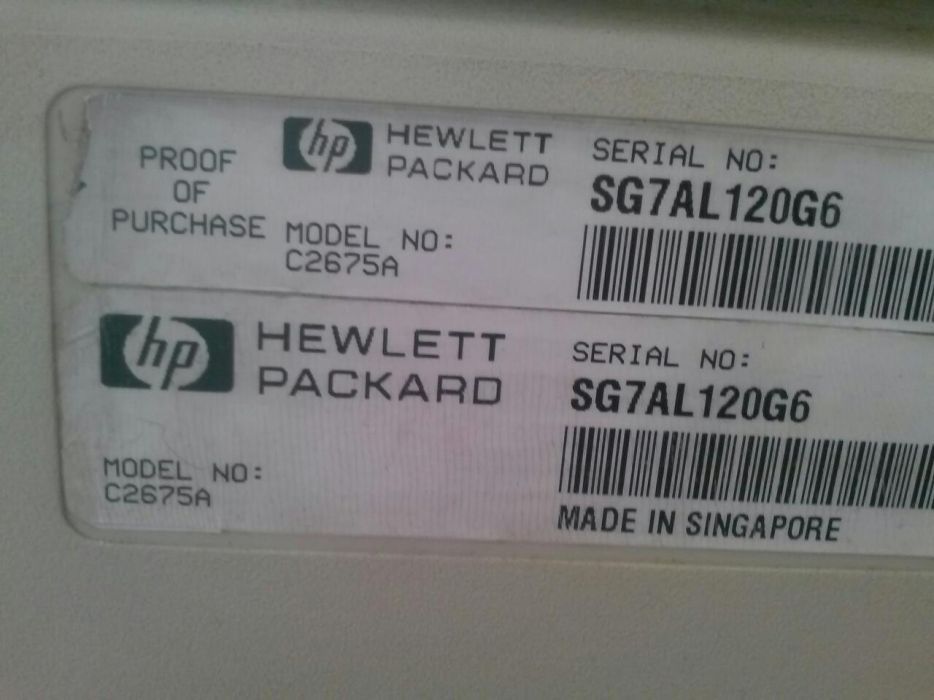 PROOF
OF
PURCHASE
hp HEWLETT
PACKARD
MODEL NO:
C2675A
SERIAL NO:
SG7AL120G6
hp HEWLETT
PACKARD
MODEL NO:
C2675A
SERIAL NO:
SG7AL120G6
MADE IN SINGAPORE